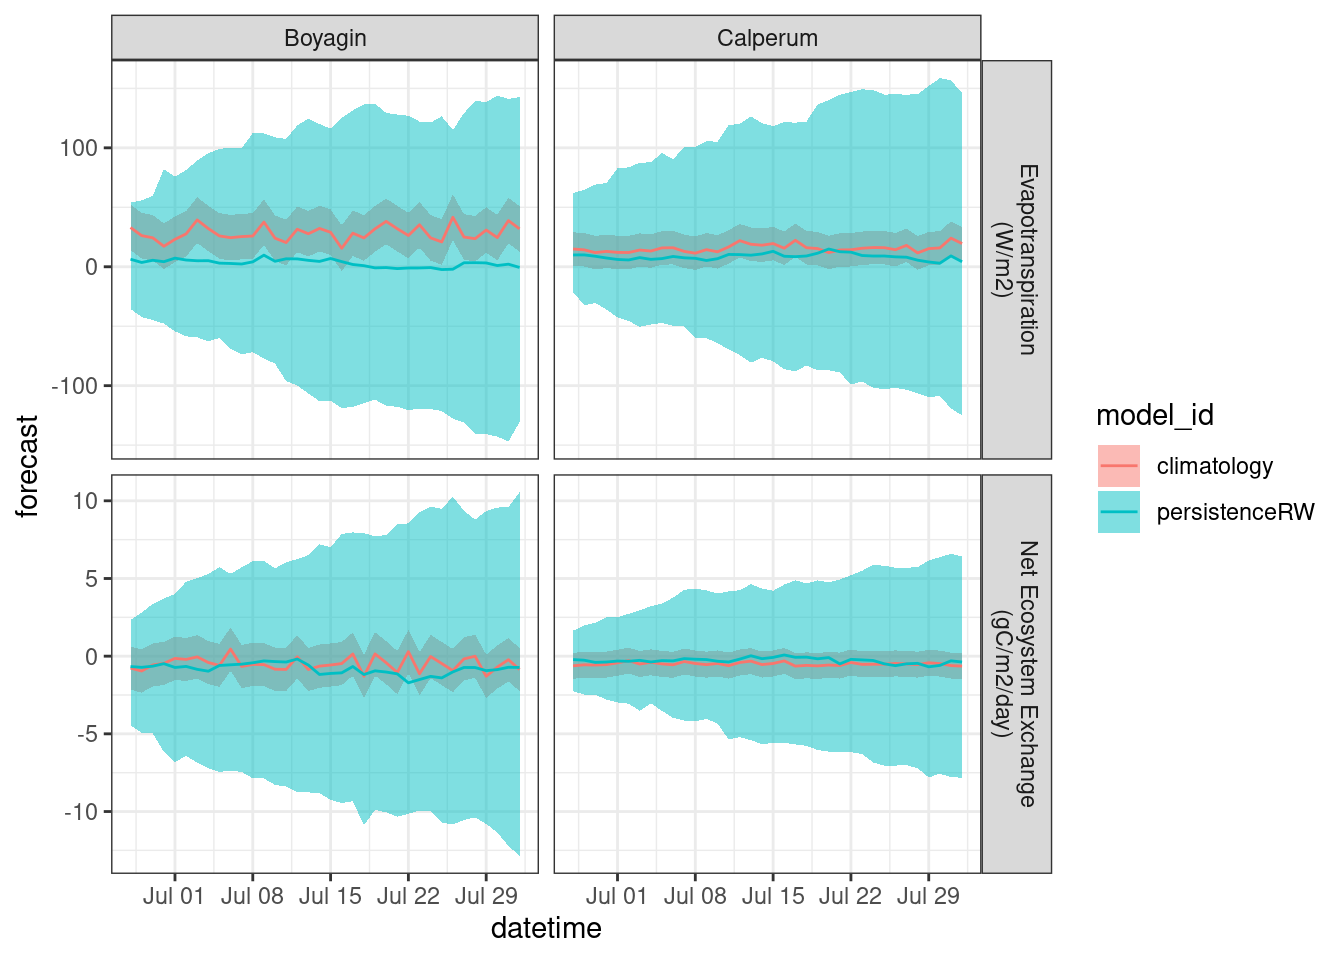 Boyagin
Calperum
100
0
-100
Evapotranspiration
(W/m2)
forecast
10
5
0
-5
-10
Net Ecosystem Exchange
(gC/m2/day)
Jul 01
Jul 08
Jul 15
Jul 22
Jul 29
Jul 01
Jul 08
Jul 15
Jul 22
Jul 29
datetime
model_id
climatology
persistenceRW